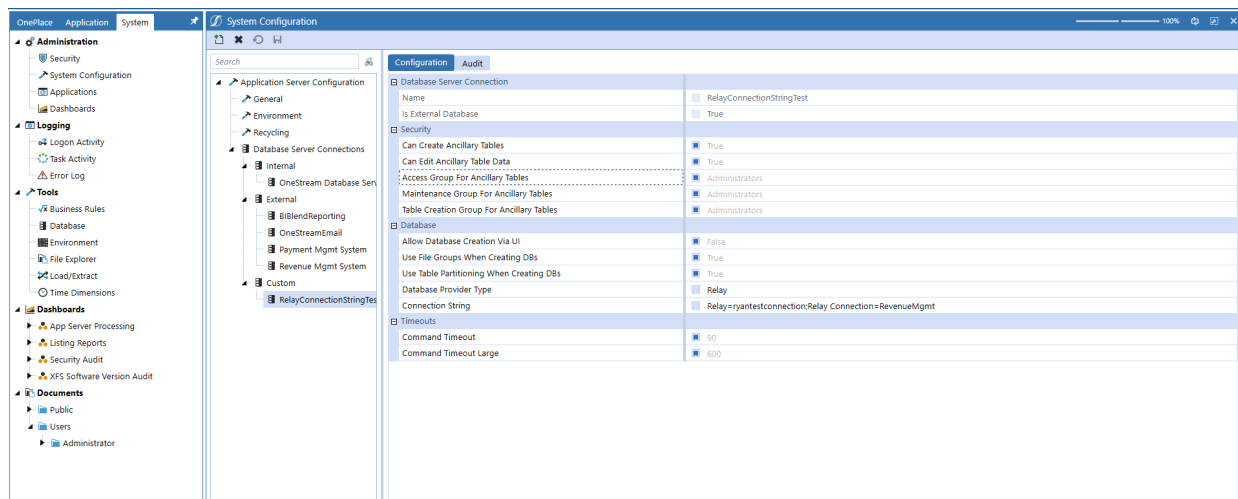 OnePlace Application System
Administration
Security
System Configuration
Applications
Dashboards
Logging
Logon Activity
Task Activity
Error Log
Tools
Business Rules
Database
Environment
File Explorer
Load/Extract
Time Dimensions
Dashboards
App Server Processing
Listing Reports
Security Audit
XFS Software Version Audit
Documents
Public
Users
Administrator
System Configuration
100%
Search
Application Server Configuration
General
Environment
Recycling
Database Server Connections
Internal
OneStream Database Serv
External
BIBlendReporting
OneStreamEmail
Payment Mgmt System
Revenue Mgmt System
Custom
RelayConnectionStringTes
Configuration Audit
Database Server Connection
Name RelayConnectionStringTest
Is External Database True
Security
Can Create Ancillary Tables True
Can Edit Ancillary Table Data True
Access Group For Ancillary Tables Administrators
Maintenance Group For Ancillary Tables Administrators
Table Creation Group For Ancillary Tables Administrators
Database
Allow Database Creation Via UI False
Use File Groups When Creating DBs True
Use Table Partitioning When Creating DBs True
Database Provider Type Relay
Connection String Relay=ryantestconnection;Relay Connection=RevenueMgmt
Timeouts
Command Timeout 90
Command Timeout Large 600